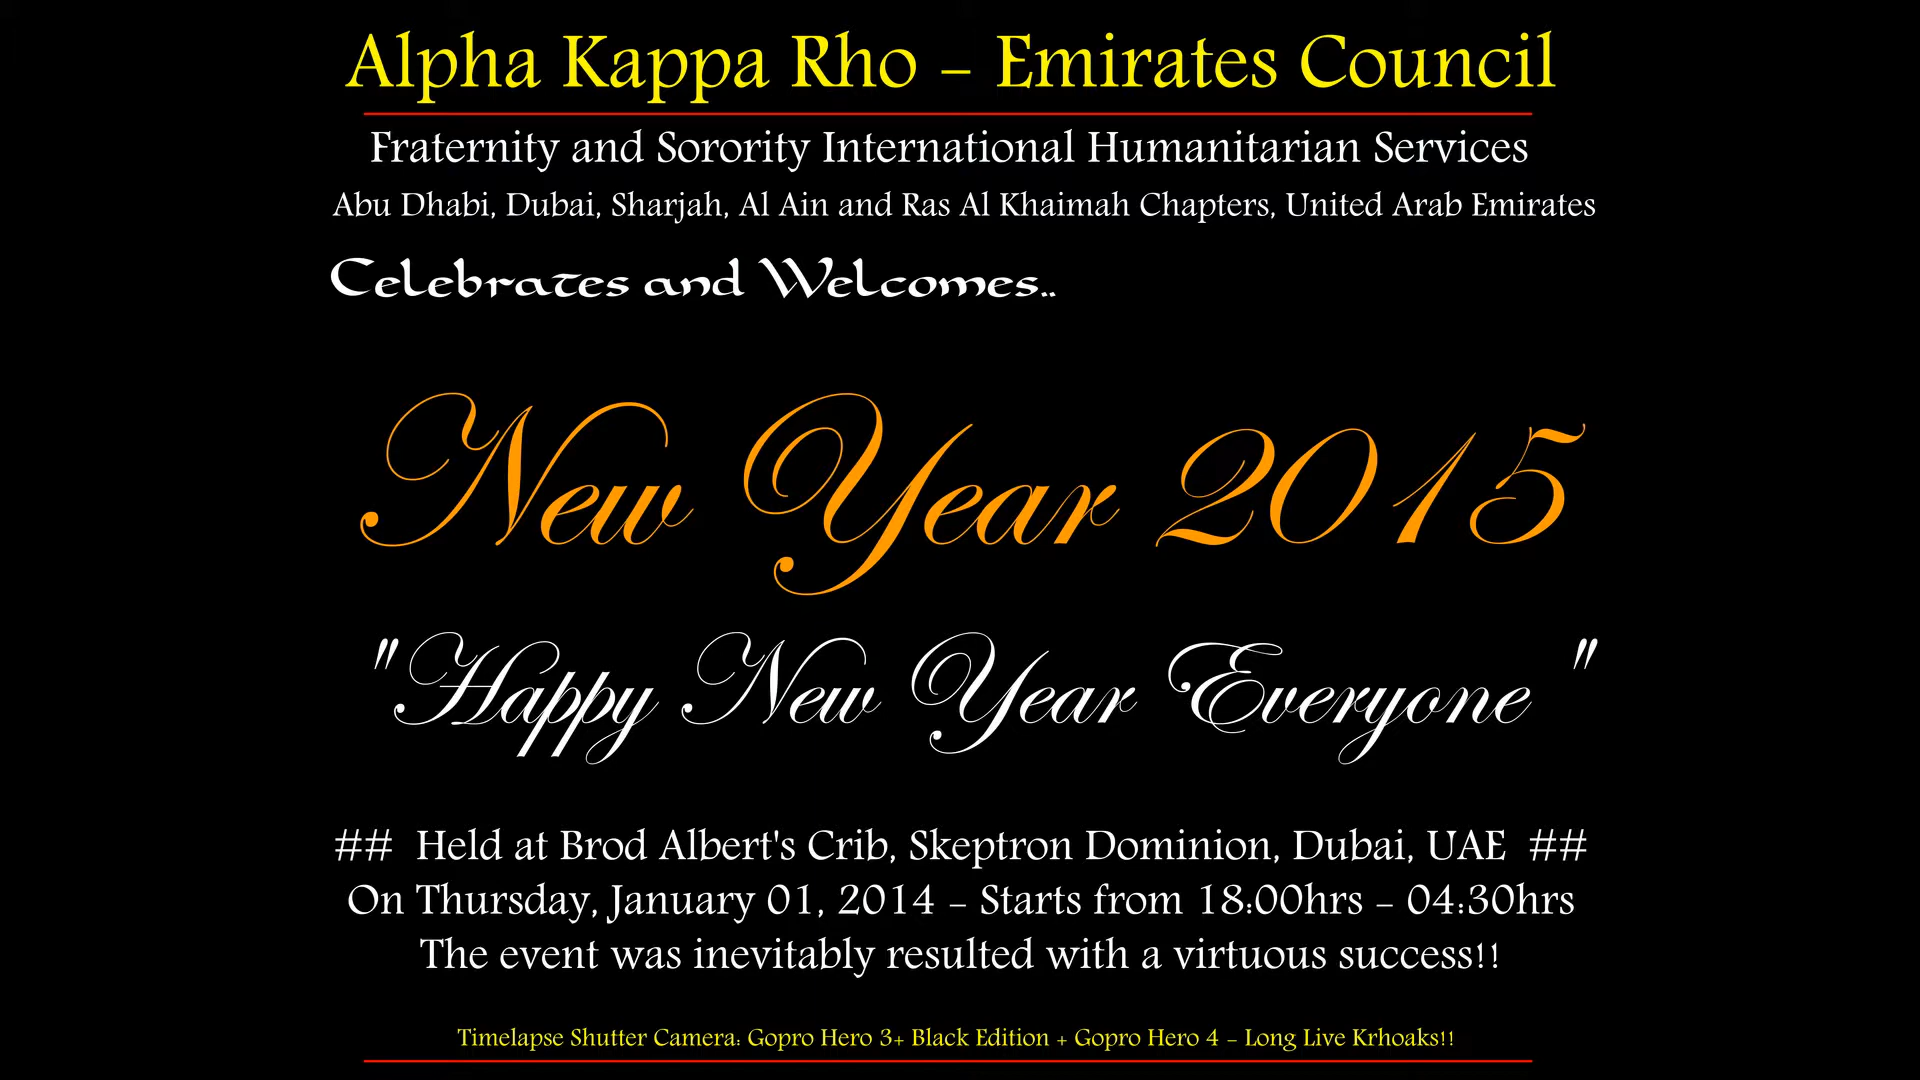 Alpha Kappa Rho – Emirates Council
Fraternity and Sorority International Humanitarian Services
Abu Dhabi, Dubai, Sharjah, Al Ain and Ras Al Khaimah Chapters, United Arab Emirates
Celebrates and Welcomes..
New Year 2015
"Happy New Year Everyone "
## Held at Brod Albert's Crib, Skeptron Dominion, Dubai, UAE ##
On Thursday, January 01, 2014 – Starts from 18:00hrs – 04:30hrs
The event was inevitably resulted with a virtuous success!!
Timelapse Shutter Camera: Gopro Hero 3+ Black Edition + Gopro Hero 4 – Long Live Krhoaks!!